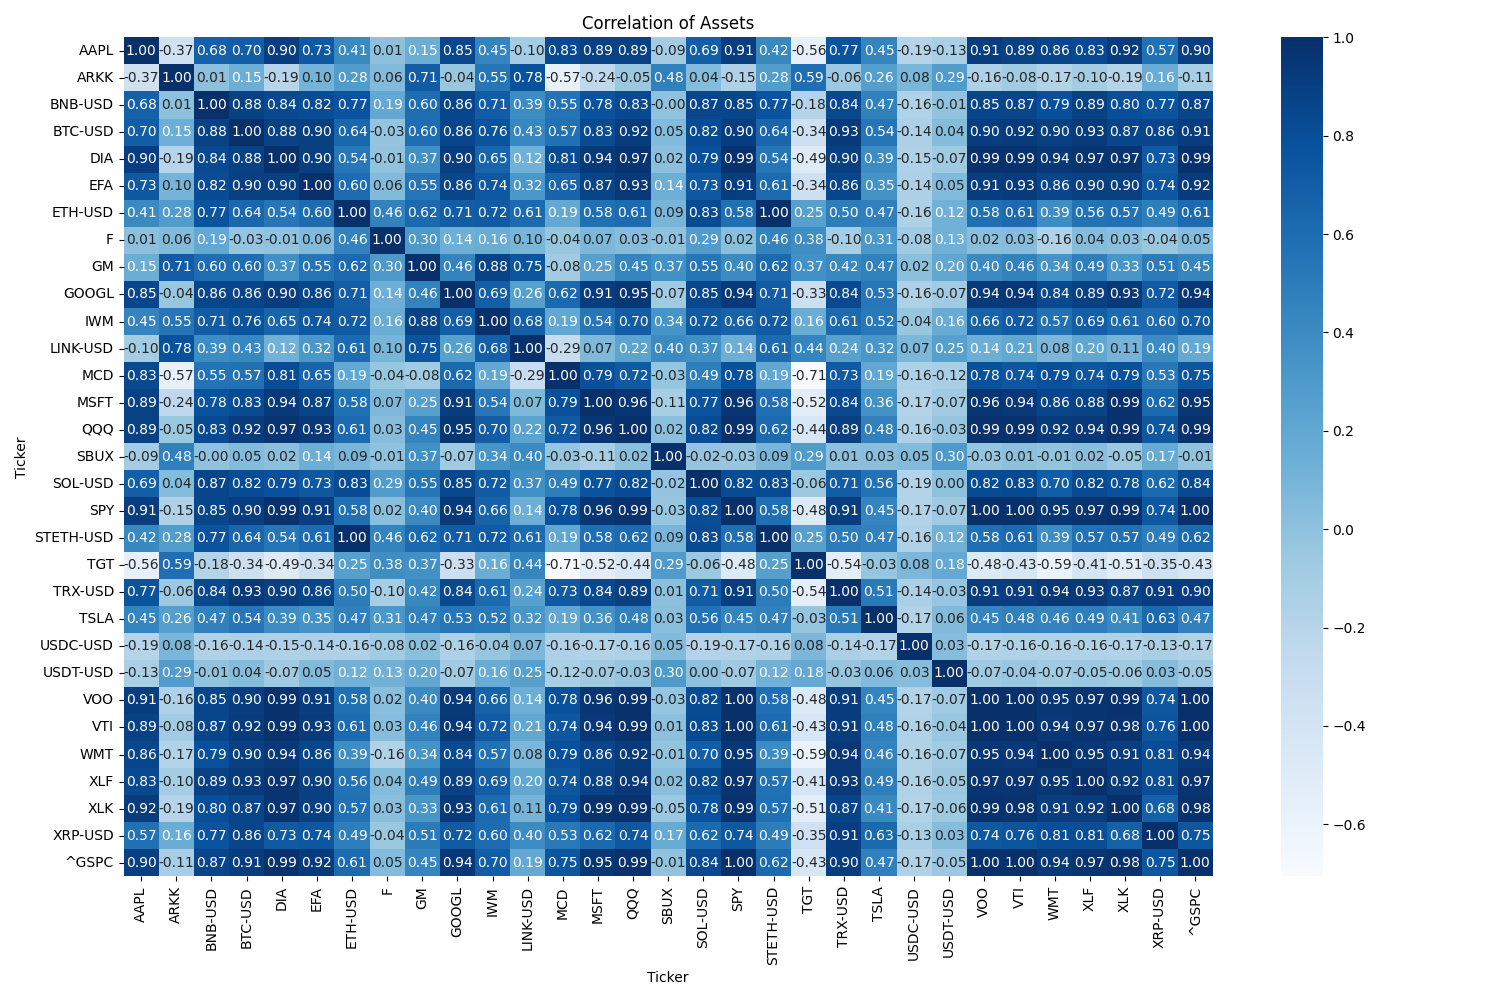 Correlation of Assets
AAPL 1.00 -0.37 0.68 0.70 0.90 0.73 0.41 0.01 0.15 0.85 0.45 -0.10 0.83 0.89 0.89 -0.09 0.69 0.91 0.42 -0.56 0.77 0.45 -0.19 -0.13 0.91 0.89 0.86 0.83 0.92 0.57 0.90
ARKK -0.37 1.00 0.01 0.15 -0.19 0.10 0.28 0.06 0.71 -0.04 0.55 0.78 -0.57 -0.24 -0.05 0.48 0.04 -0.15 0.28 0.59 -0.06 0.26 0.08 0.29 -0.16 -0.08 -0.17 -0.10 -0.19 0.16 -0.11
BNB-USD 0.68 0.01 1.00 0.88 0.84 0.82 0.77 0.19 0.60 0.86 0.71 0.39 0.55 0.78 0.83 -0.00 0.87 0.85 0.77 -0.18 0.84 0.47 -0.16 -0.01 0.85 0.87 0.79 0.89 0.80 0.77 0.87
BTC-USD 0.70 0.15 0.88 1.00 0.88 0.90 0.64 -0.03 0.60 0.86 0.76 0.43 0.57 0.83 0.92 0.05 0.82 0.90 0.64 -0.34 0.93 0.54 -0.14 0.04 0.90 0.92 0.90 0.93 0.87 0.86 0.91
DIA 0.90 -0.19 0.84 0.88 1.00 0.90 0.54 -0.01 0.37 0.90 0.65 0.12 0.81 0.94 0.97 0.02 0.79 0.99 0.54 -0.49 0.90 0.39 -0.15 -0.07 0.99 0.99 0.94 0.97 0.97 0.73 0.99
EFA 0.73 0.10 0.82 0.90 0.90 1.00 0.60 0.06 0.55 0.86 0.74 0.32 0.65 0.87 0.93 0.14 0.73 0.91 0.61 -0.34 0.86 0.35 -0.14 0.05 0.91 0.93 0.86 0.90 0.90 0.74 0.92
ETH-USD 0.41 0.28 0.77 0.64 0.54 0.60 1.00 0.46 0.62 0.71 0.72 0.61 0.19 0.58 0.61 0.09 0.83 0.58 1.00 0.25 0.50 0.47 -0.16 0.12 0.58 0.61 0.39 0.56 0.57 0.49 0.61
F 0.01 0.06 0.19 -0.03 -0.01 0.06 0.46 1.00 0.30 0.14 0.16 0.10 -0.04 0.07 0.03 -0.01 0.29 0.02 0.46 0.38 -0.10 0.31 -0.08 0.13 0.02 0.03 -0.16 0.04 0.03 -0.04 0.05
GM 0.15 0.71 0.60 0.60 0.37 0.55 0.62 0.30 1.00 0.46 0.88 0.75 -0.08 0.25 0.45 0.37 0.55 0.40 0.62 0.37 0.42 0.47 0.02 0.20 0.40 0.46 0.34 0.49 0.33 0.51 0.45
GOOGL 0.85 -0.04 0.86 0.86 0.90 0.86 0.71 0.14 0.46 1.00 0.69 0.26 0.62 0.91 0.95 -0.07 0.85 0.94 0.71 -0.33 0.84 0.53 -0.16 -0.07 0.94 0.94 0.84 0.89 0.93 0.72 0.94
IWM 0.45 0.55 0.71 0.76 0.65 0.74 0.72 0.16 0.88 0.69 1.00 0.68 0.19 0.54 0.70 0.34 0.72 0.66 0.72 0.16 0.61 0.52 -0.04 0.16 0.66 0.72 0.57 0.69 0.61 0.60 0.70
LINK-USD -0.10 0.78 0.39 0.43 0.12 0.32 0.61 0.10 0.75 0.26 0.68 1.00 -0.29 0.07 0.22 0.40 0.37 0.14 0.61 0.44 0.24 0.32 0.07 0.25 0.14 0.21 0.08 0.20 0.11 0.40 0.19
MCD 0.83 -0.57 0.55 0.57 0.81 0.65 0.19 -0.04 -0.08 0.62 0.19 -0.29 1.00 0.79 0.72 -0.03 0.49 0.78 0.19 -0.71 0.73 0.19 -0.16 -0.12 0.78 0.74 0.79 0.74 0.79 0.53 0.75
MSFT 0.89 -0.24 0.78 0.83 0.94 0.87 0.58 0.07 0.25 0.91 0.54 0.07 0.79 1.00 0.96 -0.11 0.77 0.96 0.58 -0.52 0.84 0.36 -0.17 -0.07 0.96 0.94 0.86 0.88 0.99 0.62 0.95
QQQ 0.89 -0.05 0.83 0.92 0.97 0.93 0.61 0.03 0.45 0.95 0.70 0.22 0.72 0.96 1.00 0.02 0.82 0.99 0.62 -0.44 0.89 0.48 -0.16 -0.03 0.99 0.99 0.92 0.94 0.99 0.74 0.99
SBUX -0.09 0.48 -0.00 0.05 0.02 0.14 0.09 -0.01 0.37 -0.07 0.34 0.40 -0.03 -0.11 0.02 1.00 -0.02 -0.03 0.09 0.29 0.01 0.03 0.05 0.30 -0.03 0.01 -0.01 0.02 -0.05 0.17 -0.01
SOL-USD 0.69 0.04 0.87 0.82 0.79 0.73 0.83 0.29 0.55 0.85 0.72 0.37 0.49 0.77 0.82 -0.02 1.00 0.82 0.83 -0.06 0.71 0.56 -0.19 0.00 0.82 0.83 0.70 0.82 0.78 0.62 0.84
SPY 0.91 -0.15 0.85 0.90 0.99 0.91 0.58 0.02 0.40 0.94 0.66 0.14 0.78 0.96 0.99 -0.03 0.82 1.00 0.58 -0.48 0.91 0.45 -0.17 -0.07 1.00 1.00 0.95 0.97 0.99 0.74 1.00
STETH-USD 0.42 0.28 0.77 0.64 0.54 0.61 1.00 0.46 0.62 0.71 0.72 0.61 0.19 0.58 0.62 0.09 0.83 0.58 1.00 0.25 0.50 0.47 -0.16 0.12 0.58 0.61 0.39 0.57 0.57 0.49 0.62
TGT -0.56 0.59 -0.18 -0.34 -0.49 -0.34 0.25 0.38 0.37 -0.33 0.16 0.44 -0.71 -0.52 -0.44 0.29 -0.06 -0.48 0.25 1.00 -0.54 -0.03 0.08 0.18 -0.48 -0.43 -0.59 -0.41 -0.51 -0.35 -0.43
TRX-USD 0.77 -0.06 0.84 0.93 0.90 0.86 0.50 -0.10 0.42 0.84 0.61 0.24 0.73 0.84 0.89 0.01 0.71 0.91 0.50 -0.54 1.00 0.51 -0.14 -0.03 0.91 0.91 0.94 0.93 0.87 0.91 0.90
TSLA 0.45 0.26 0.47 0.54 0.39 0.35 0.47 0.31 0.47 0.53 0.52 0.32 0.19 0.36 0.48 0.03 0.56 0.45 0.47 -0.03 0.51 1.00 -0.17 0.06 0.45 0.48 0.46 0.49 0.41 0.63 0.47
USDC-USD -0.19 0.08 -0.16 -0.14 -0.15 -0.14 -0.16 -0.08 0.02 -0.16 -0.04 0.07 -0.16 -0.17 -0.16 0.05 -0.19 -0.17 -0.16 0.08 -0.14 -0.17 1.00 0.03 -0.17 -0.16 -0.16 -0.16 -0.17 -0.13 -0.17
USDT-USD -0.13 0.29 -0.01 0.04 -0.07 0.05 0.12 0.13 0.20 -0.07 0.16 0.25 -0.12 -0.07 -0.03 0.30 0.00 -0.07 0.12 0.18 -0.03 0.06 0.03 1.00 -0.07 -0.04 -0.07 -0.05 -0.06 0.03 -0.05
VOO 0.91 -0.16 0.85 0.90 0.99 0.91 0.58 0.02 0.40 0.94 0.66 0.14 0.78 0.96 0.99 -0.03 0.82 1.00 0.58 -0.48 0.91 0.45 -0.17 -0.07 1.00 1.00 0.95 0.97 0.99 0.74 1.00
VTI 0.89 -0.08 0.87 0.92 0.99 0.93 0.61 0.03 0.46 0.94 0.72 0.21 0.74 0.94 0.99 0.01 0.83 1.00 0.61 -0.43 0.91 0.48 -0.16 -0.04 1.00 1.00 0.94 0.97 0.98 0.76 1.00
WMT 0.86 -0.17 0.79 0.90 0.94 0.86 0.39 -0.16 0.34 0.84 0.57 0.08 0.79 0.86 0.92 -0.01 0.70 0.95 0.39 -0.59 0.94 0.46 -0.16 -0.07 0.95 0.94 1.00 0.95 0.91 0.81 0.94
XLF 0.83 -0.10 0.89 0.93 0.97 0.90 0.56 0.04 0.49 0.89 0.69 0.20 0.74 0.88 0.94 0.02 0.82 0.97 0.57 -0.41 0.93 0.49 -0.16 -0.05 0.97 0.97 0.95 1.00 0.92 0.81 0.97
XLK 0.92 -0.19 0.80 0.87 0.97 0.90 0.57 0.03 0.33 0.93 0.61 0.11 0.79 0.99 0.99 -0.05 0.78 0.99 0.57 -0.51 0.87 0.41 -0.17 -0.06 0.99 0.98 0.91 0.92 1.00 0.68 0.98
XRP-USD 0.57 0.16 0.77 0.86 0.73 0.74 0.49 -0.04 0.51 0.72 0.60 0.40 0.53 0.62 0.74 0.17 0.62 0.74 0.49 -0.35 0.91 0.63 -0.13 0.03 0.74 0.76 0.81 0.81 0.68 1.00 0.75
^GSPC 0.90 -0.11 0.87 0.91 0.99 0.92 0.61 0.05 0.45 0.94 0.70 0.19 0.75 0.95 0.99 -0.01 0.84 1.00 0.62 -0.43 0.90 0.47 -0.17 -0.05 1.00 1.00 0.94 0.97 0.98 0.75 1.00
AAPL ARKK BNB-USD BTC-USD DIA EFA ETH-USD F GM GOOGL IWM LINK-USD MCD MSFT QQQ SBUX SOL-USD SPY STETH-USD TGT TRX-USD TSLA USDC-USD USDT-USD VOO VTI WMT XLF XLK XRP-USD ^GSPC
Ticker
Ticker
1.0
0.8
0.6
0.4
0.2
0.0
−0.2
−0.4
−0.6